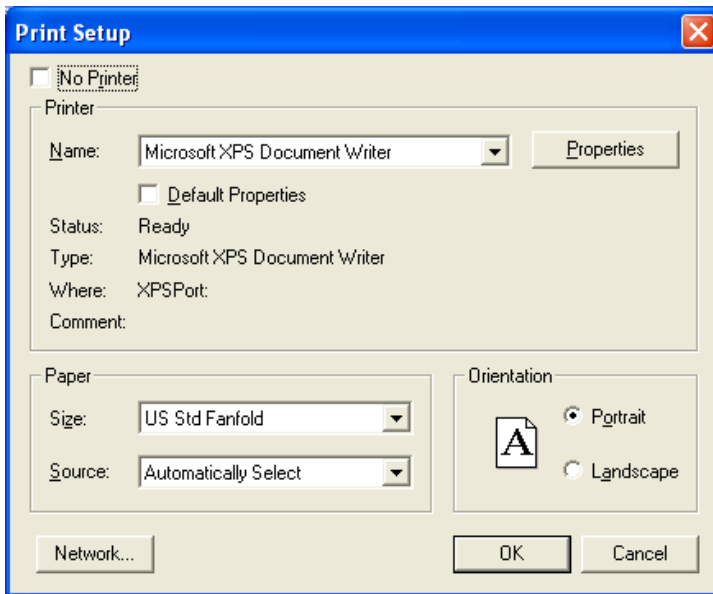 Print Setup
No Printer
Printer
Name: Microsoft XPS Document Writer Properties
Default Properties
Status: Ready
Type: Microsoft XPS Document Writer
Where: XPSPort:
Comment:
Paper Orientation
Size: US Std Fanfold A Portrait
Source: Automatically Select Landscape
Network... OK Cancel